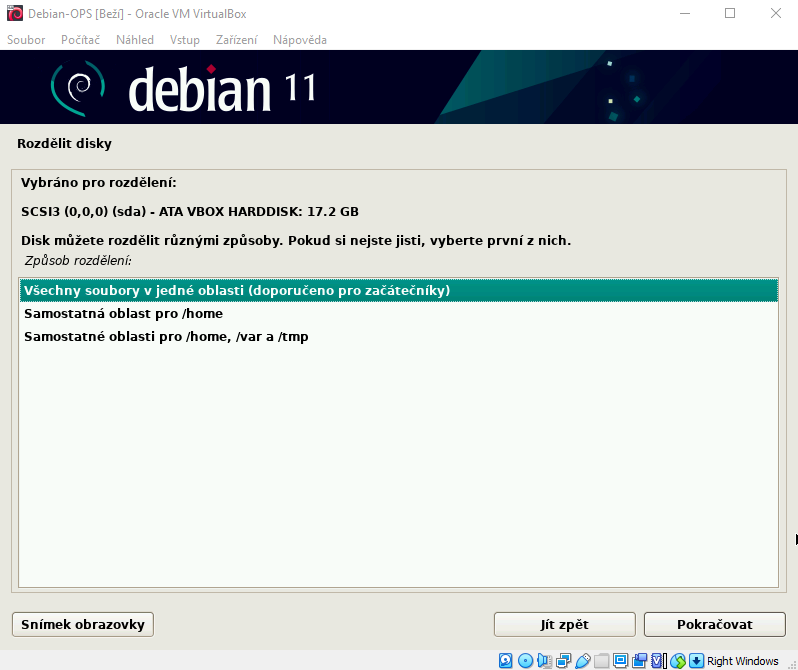 Debian-OPS [Beží] - Oracle VM VirtualBox
Soubor Počítač Náhled Vstup Zařízení Nápověda
debian 11
Rozdělit disky
Vybráno pro rozdělení:
SCSI3 (0,0,0) (sda) - ATA VBOX HARDDISK: 17.2 GB
Disk můžete rozdělit různými způsoby. Pokud si nejste jisti, vyberte první z nich.
Způsob rozdělení:
Všechny soubory v jedné oblasti (doporučeno pro začátečníky)
Samostatná oblast pro /home
Samostatné oblasti pro /home, /var a /tmp
Snímek obrazovky Jít zpět Pokračovat
Right Windows